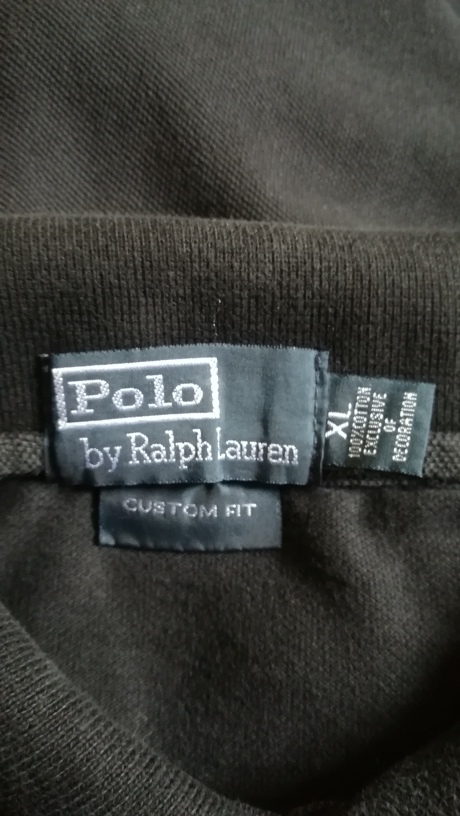 Polo
by Ralph Lauren
CUSTOM FIT
XL
100%COTTON
EXCLUSIVE
OF
DECORATION